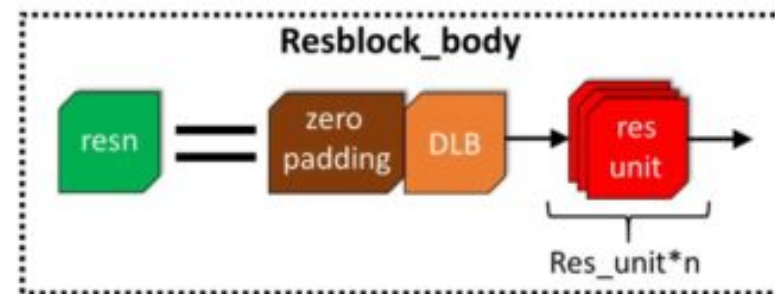 Resblock_body
resn
zero
padding
DLB
res
unit
Res_unit*n